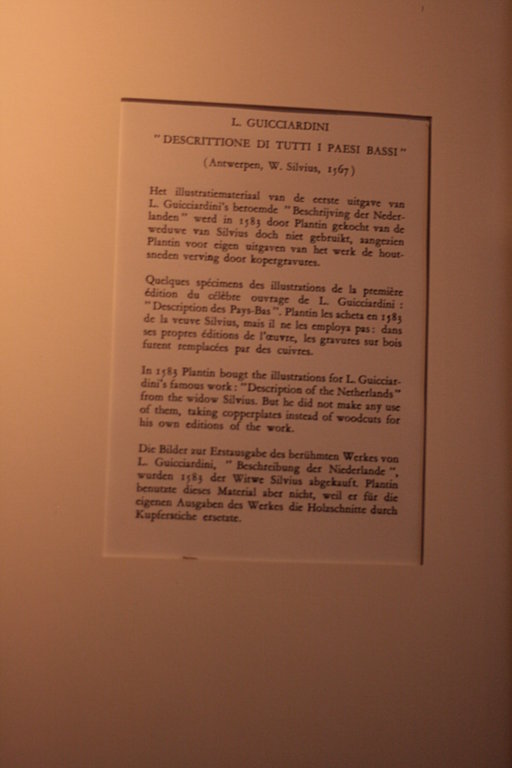 L. GUICCIARDINI
"DESCRITTIONE DI TUTTI I PAESI BASSI"
(Antwerpen, W. Silvius, 1567)
Het illustratiemateriaal van de eerste uitgave van
L. Guicciardini's beroemde "Beschrijving der Neder-
landen" werd in 1583 door Plantin gekocht van de
weduwe van Silvius doch niet gebruikt, aangezien
Plantin voor eigen uitgaven van het werk de hout-
sneden verving door kopergravures.
Quelques spécimens des illustrations de la première
édition du célèbre ouvrage de L. Guicciardini :
"Description des Pays-Bas". Plantin les acheta en 1583
de la veuve Silvius, mais il ne les employa pas : dans
ses propres éditions de l'œuvre, les gravures sur bois
furent remplacées par des cuivres.
In 1583 Plantin bougt the illustrations for L. Guicciar-
dini's famous work : "Description of the Netherlands"
from the widow Silvius. But he did not make any use
of them, taking copperplates instead of woodcuts for
his own editions of the work.
Die Bilder zur Erstausgabe des berühmten Werkes von
L. Guicciardini, "Beschreibung der Niederlande",
wurden 1583 der Witwe Silvius abgekauft. Plantin
benutzte dieses Material aber nicht, weil er für die
eigenen Ausgaben des Werkes die Holzschnitte durch
Kupferstiche ersetzte.